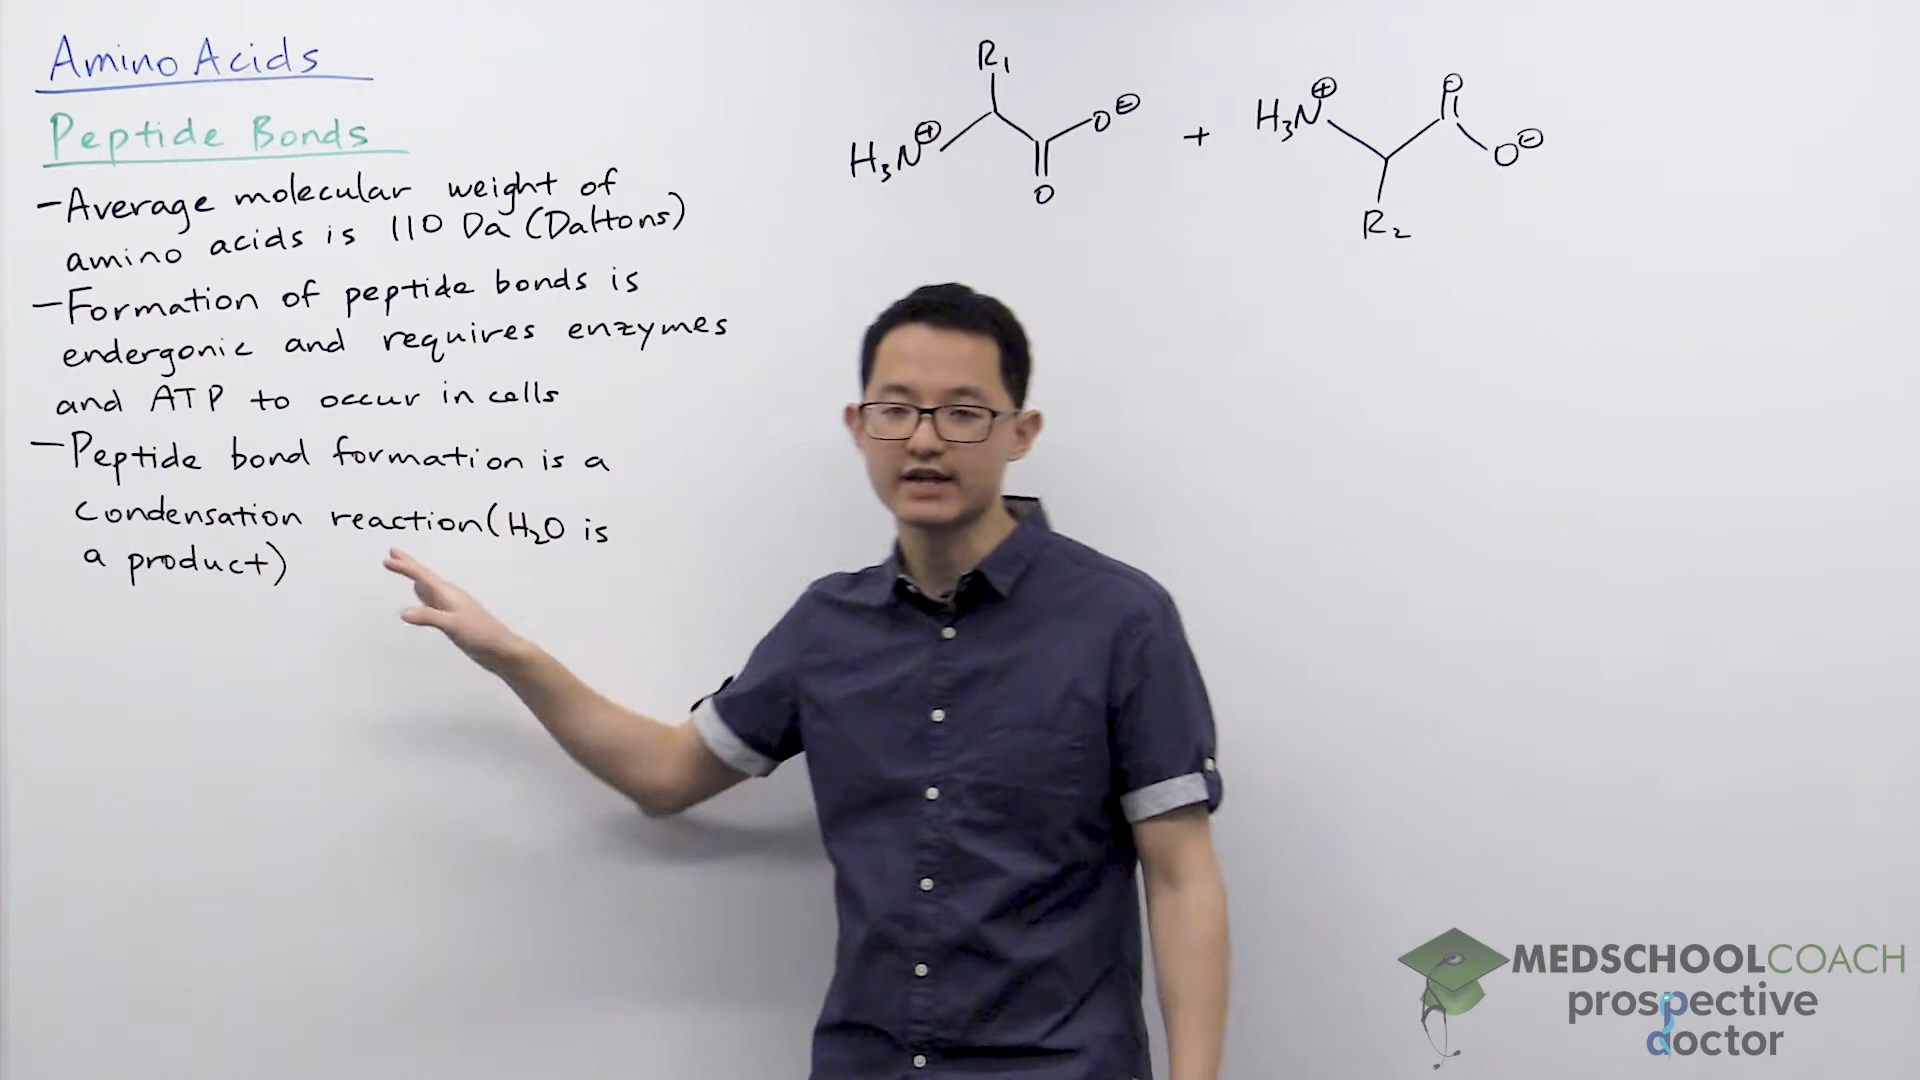 Amino Acids
Peptide Bonds
- Average molecular weight of
amino acids is 110 Da (Daltons)
- Formation of peptide bonds is
endergonic and requires enzymes
and ATP to occur in cells
- Peptide bond formation is a
condensation reaction (H₂O is
a product)
R₁
H₃N⊕
O⊖
O
+
H₃N⊕
O
O⊖
R₂
MEDSCHOOLCOACH
prospective
doctor